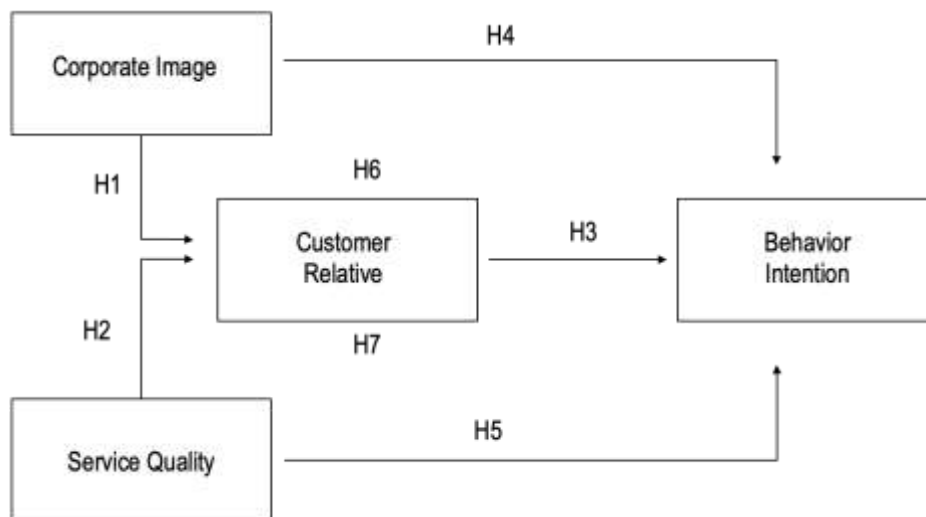 H4
Corporate Image
H1
H6
Customer
Relative
H3
Behavior
Intention
H2
H7
H5
Service Quality